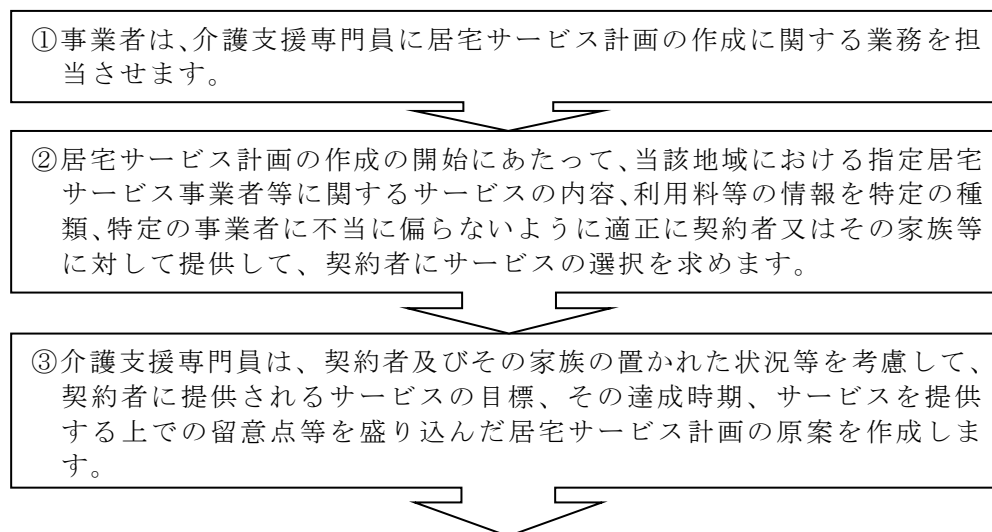 ①事業者は、介護支援専門員に居宅サービス計画の作成に関する業務を担
当させます。
②居宅サービス計画の作成の開始にあたって、当該地域における指定居宅
サービス事業者等に関するサービスの内容、利用料等の情報を特定の種
類、特定の事業者に不当に偏らないように適正に契約者又はその家族等
に対して提供して、契約者にサービスの選択を求めます。
③介護支援専門員は、契約者及びその家族の置かれた状況等を考慮して、
契約者に提供されるサービスの目標、その達成時期、サービスを提供
する上での留意点等を盛り込んだ居宅サービス計画の原案を作成しま
す。